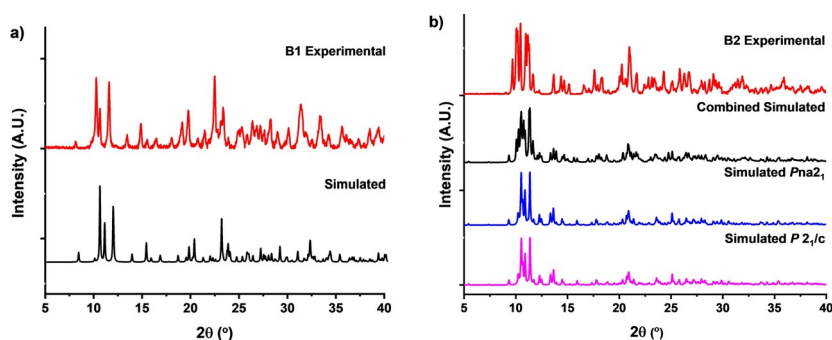 a)
B1 Experimental
Simulated
Intensity (A.U.)
5 10 15 20 25 30 35 40
2θ (°)
b)
B2 Experimental
Combined Simulated
Simulated Pna2₁
Simulated P 2₁/c
Intensity (A.U.)
5 10 15 20 25 30 35 40
2θ (°)